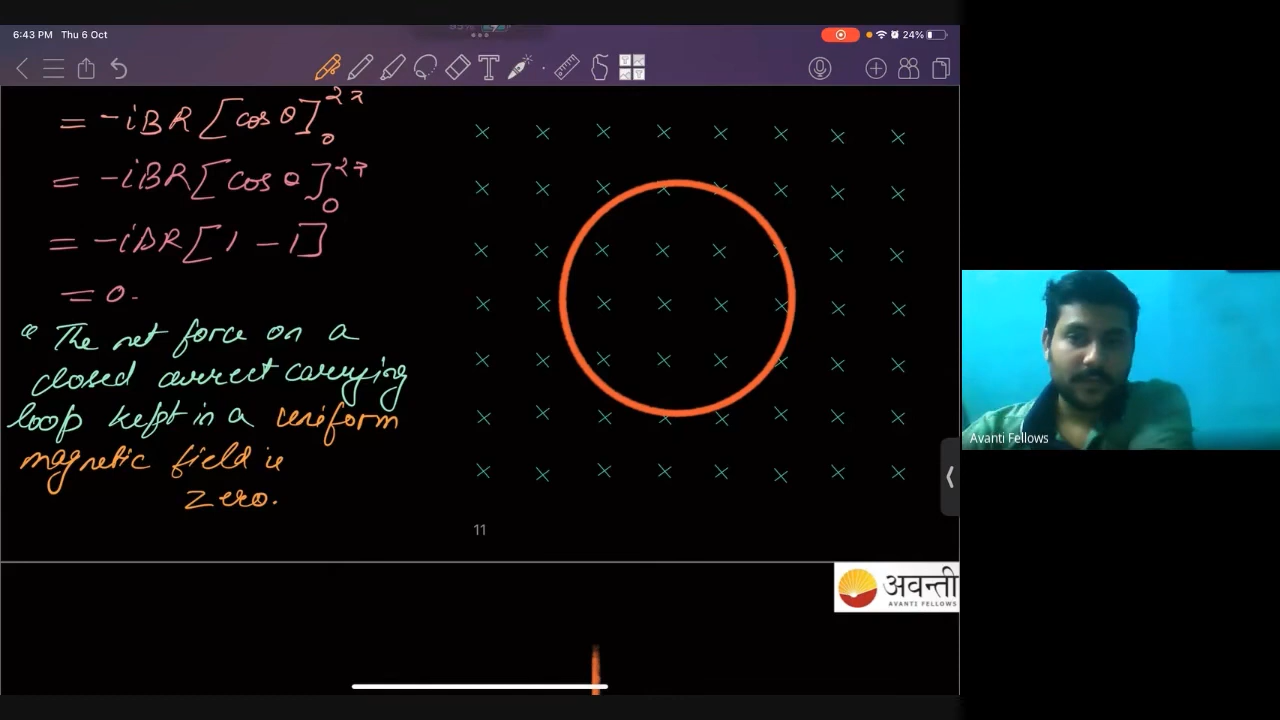 6:43 PM Thu 6 Oct
24%
= -iBR [cos θ]₀^2π
= -iBR [cos θ]₀^2π
= -iBR [1 - 1]
= 0.
" The net force on a
closed currect carrying
loop kept in a uniform
magnetic field is
zero.
11
Avanti Fellows
अवन्ती
AVANTI FELLOWS